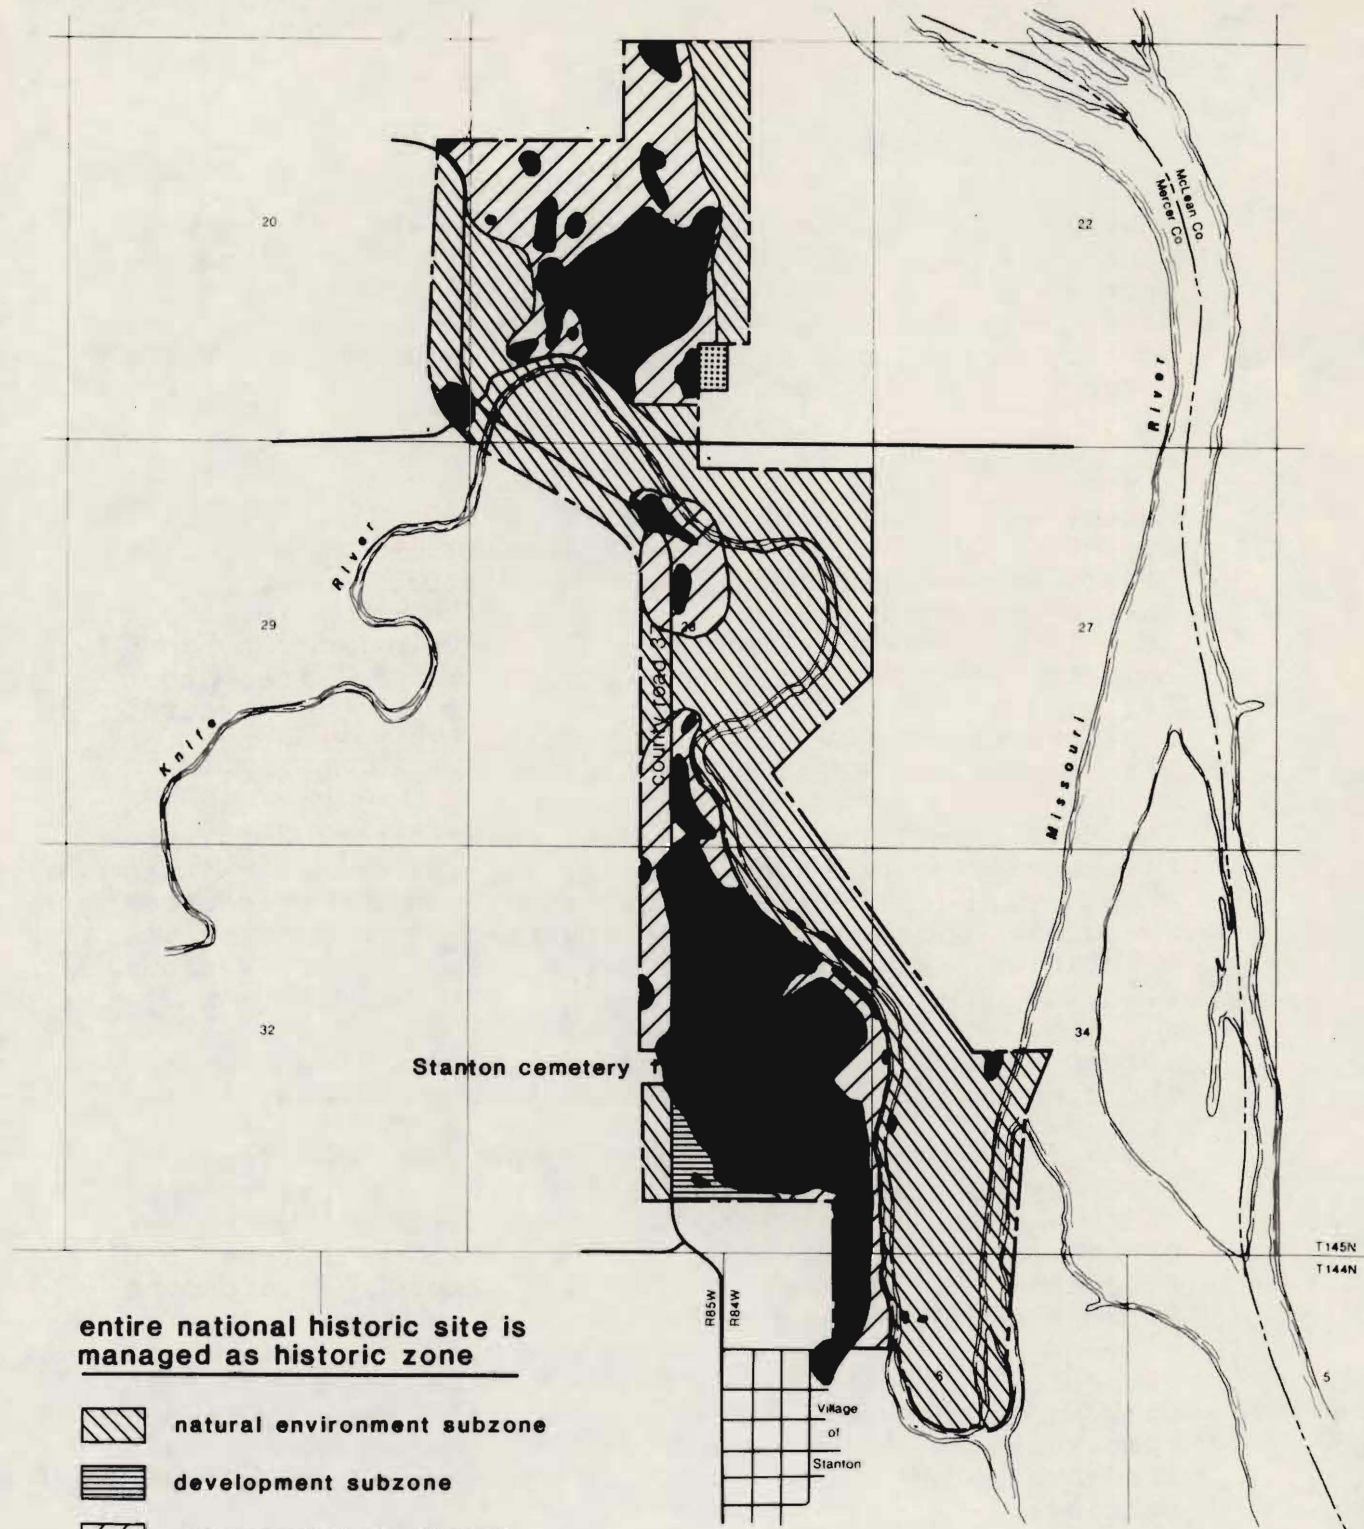 20
22
McLean Co
Mercer Co
River
River
29
28
27
county road 37
Knife
Missouri
32
34
Stanton cemetery
T145N
T144N
R85W
R84W
entire national historic site is
managed as historic zone
6
5
natural environment subzone
Village
of
Stanton
development subzone